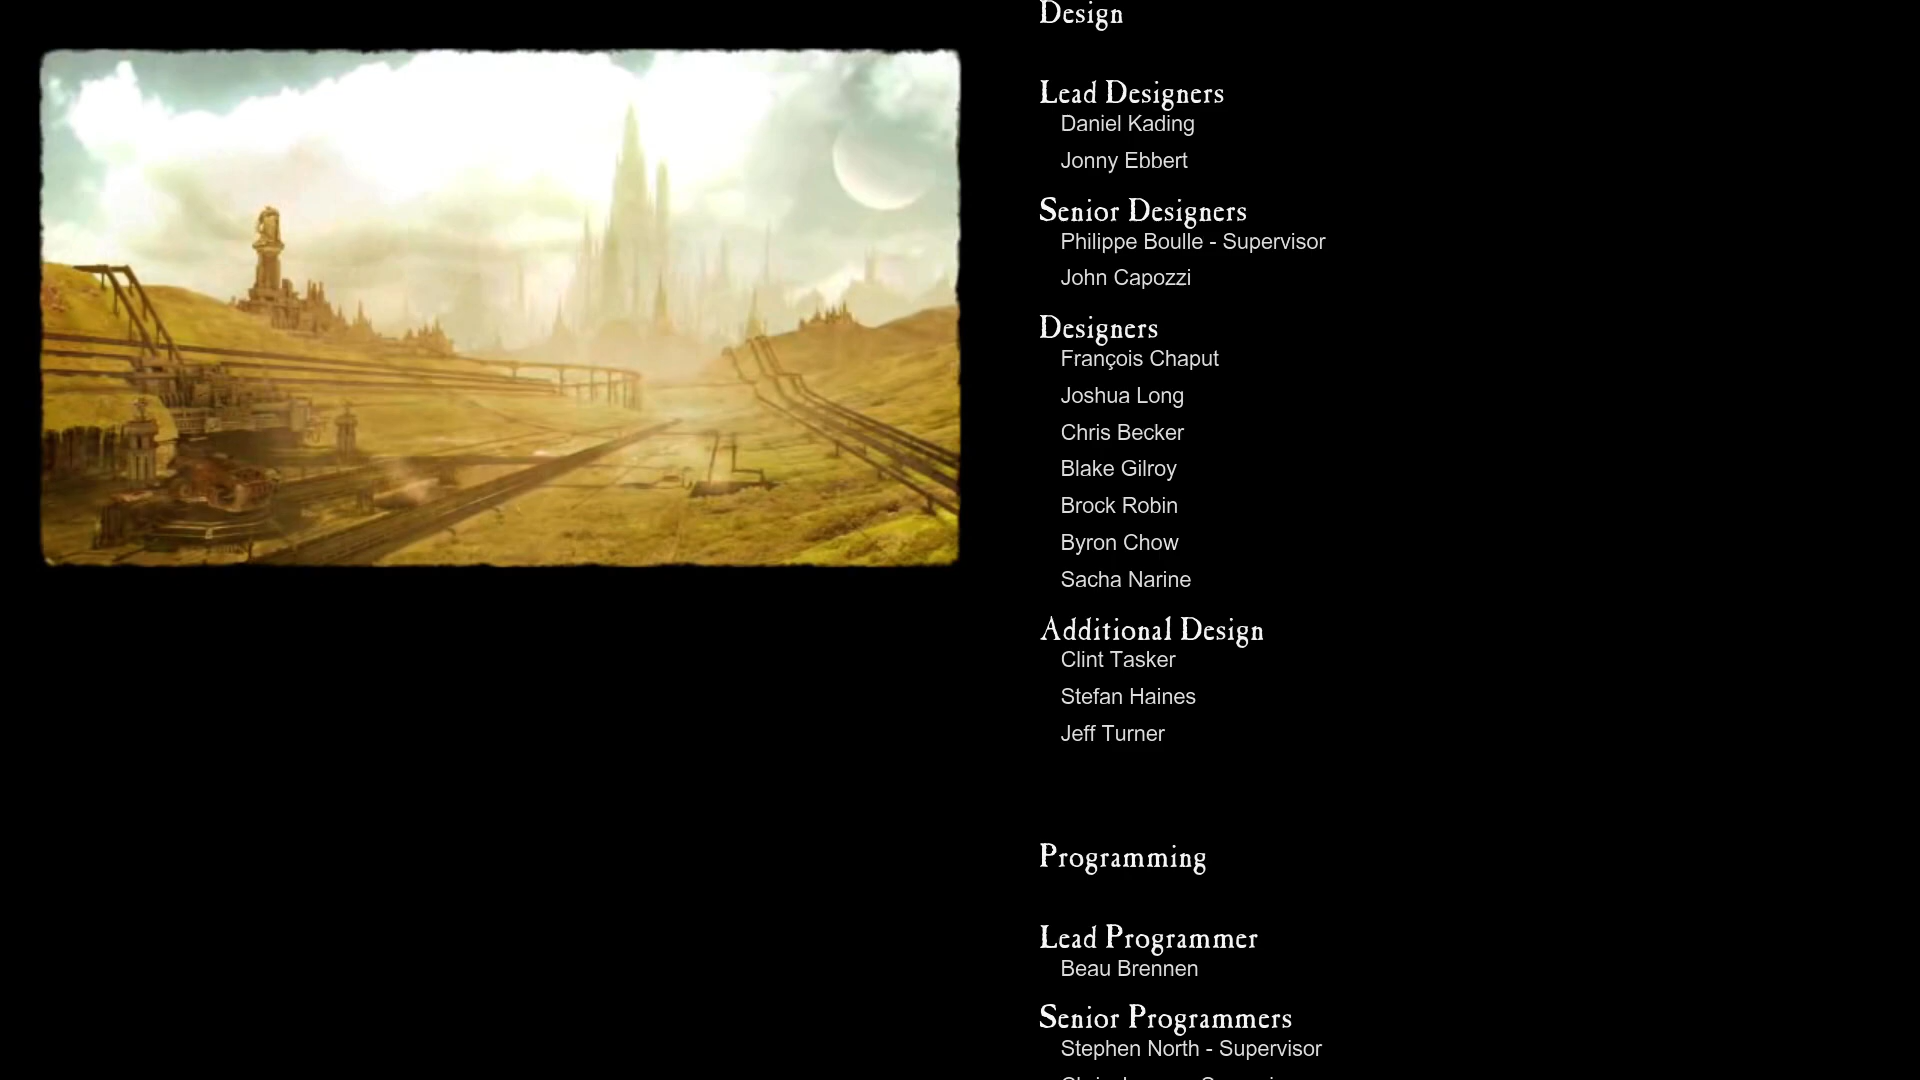 Design
Lead Designers
Daniel Kading
Jonny Ebbert
Senior Designers
Philippe Boulle - Supervisor
John Capozzi
Designers
François Chaput
Joshua Long
Chris Becker
Blake Gilroy
Brock Robin
Byron Chow
Sacha Narine
Additional Design
Clint Tasker
Stefan Haines
Jeff Turner
Programming
Lead Programmer
Beau Brennen
Senior Programmers
Stephen North - Supervisor